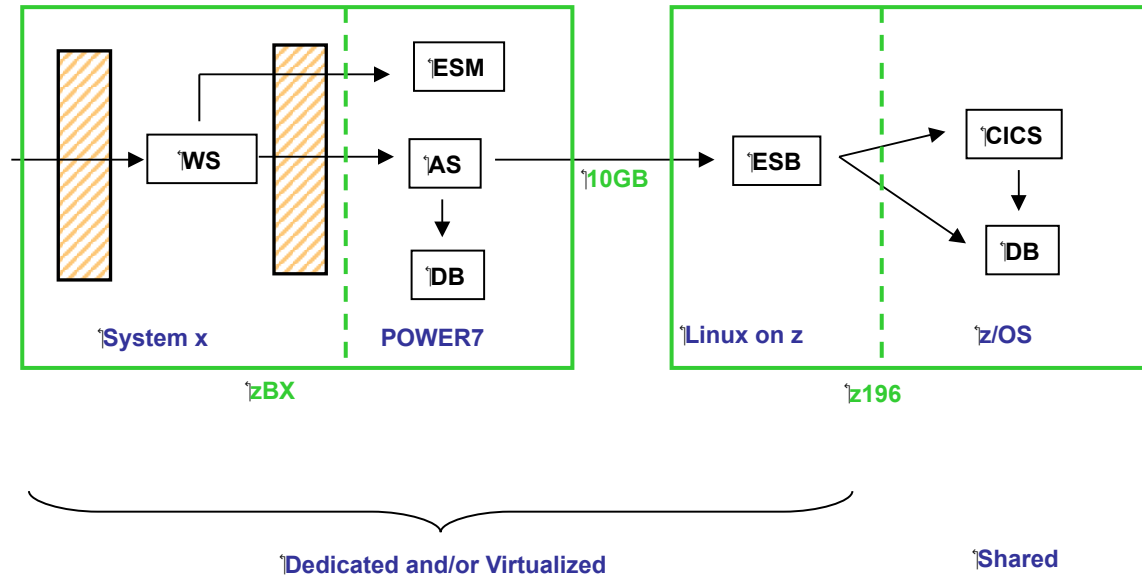 ESM
WS
AS
10GB
ESB
CICS
DB
DB
System x
POWER7
Linux on z
z/OS
zBX
z196
Dedicated and/or Virtualized
Shared